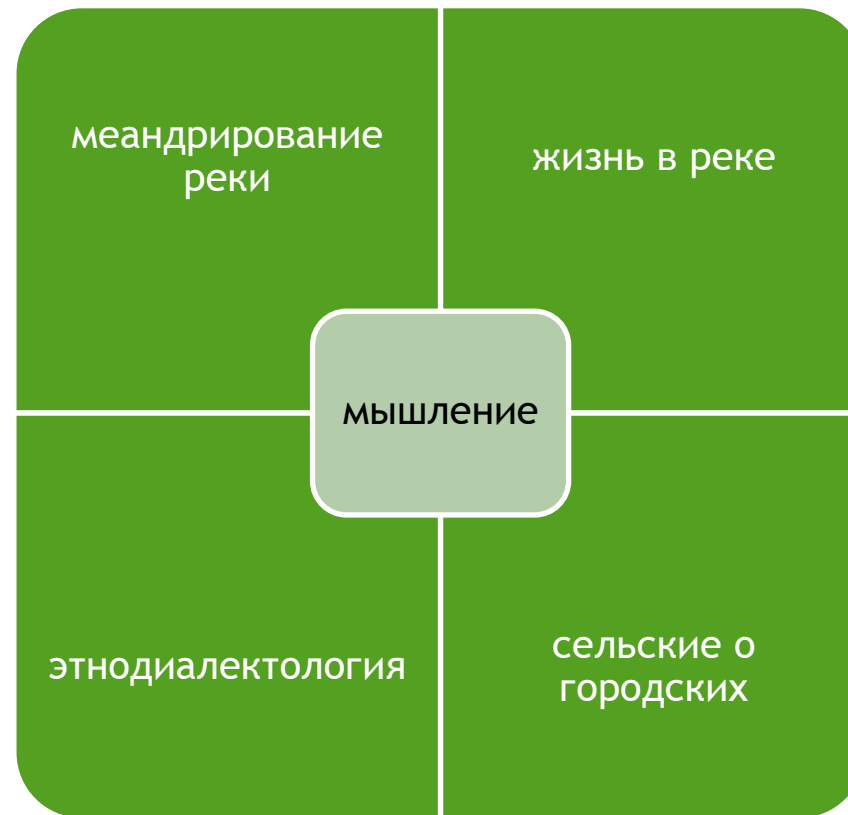 меандрирование
реки
жизнь в реке
мышление
этнодиалектология
сельские о
городских